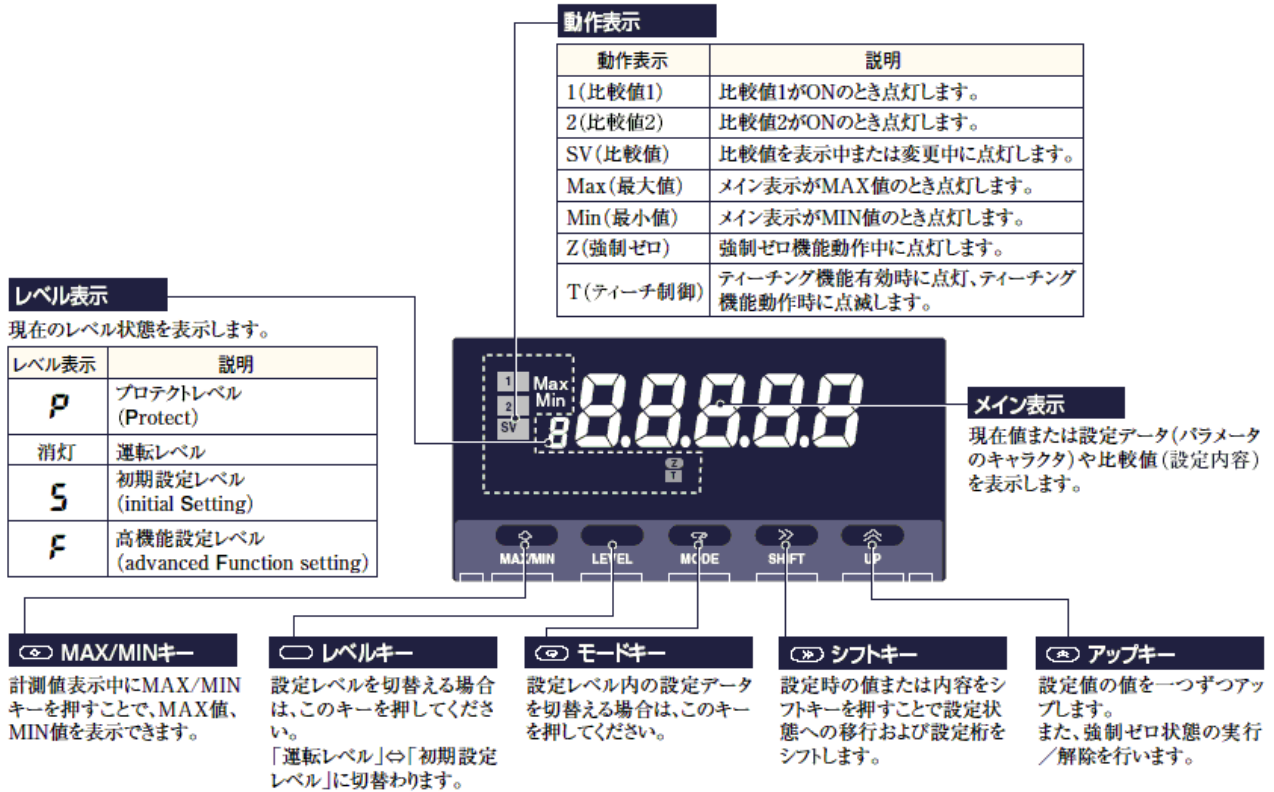 動作表示
動作表示 説明
1(比較値1) 比較値1がONのとき点灯します。
2(比較値2) 比較値2がONのとき点灯します。
SV(比較値) 比較値を表示中または変更中に点灯します。
Max(最大値) メイン表示がMAX値のとき点灯します。
Min(最小値) メイン表示がMIN値のとき点灯します。
Z(強制ゼロ) 強制ゼロ機能動作中に点灯します。
T(ティーチ制御) ティーチング機能有効時に点灯、ティーチング
機能動作時に点滅します。
レベル表示
現在のレベル状態を表示します。
レベル表示 説明
P プロテクトレベル
(Protect)
消灯 運転レベル
S 初期設定レベル
(initial Setting)
F 高機能設定レベル
(advanced Function setting)
1 Max
2 Min
SV
8 8.8.8.8.8
Z
T
MAX/MIN LEVEL MODE SHIFT UP
メイン表示
現在値または設定データ(パラメータ
のキャラクタ)や比較値(設定内容)
を表示します。
MAX/MINキー
計測値表示中にMAX/MIN
キーを押すことで、MAX値、
MIN値を表示できます。
レベルキー
設定レベルを切替える場合
は、このキーを押してくださ
い。
「運転レベル」⇔「初期設定
レベル」に切替わります。
モードキー
設定レベル内の設定データ
を切替える場合は、このキー
を押してください。
シフトキー
設定時の値または内容をシ
フトキーを押すことで設定状
態への移行および設定桁を
シフトします。
アップキー
設定値の値を一つずつアッ
プします。
また、強制ゼロ状態の実行
/解除を行います。